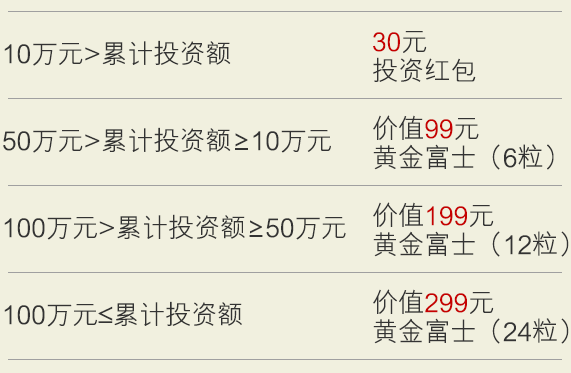 10万元>累计投资额
30元
投资红包
50万元>累计投资额≥10万元
价值99元
黄金富士（6粒）
100万元>累计投资额≥50万元
价值199元
黄金富士（12粒）
100万元≤累计投资额
价值299元
黄金富士（24粒）